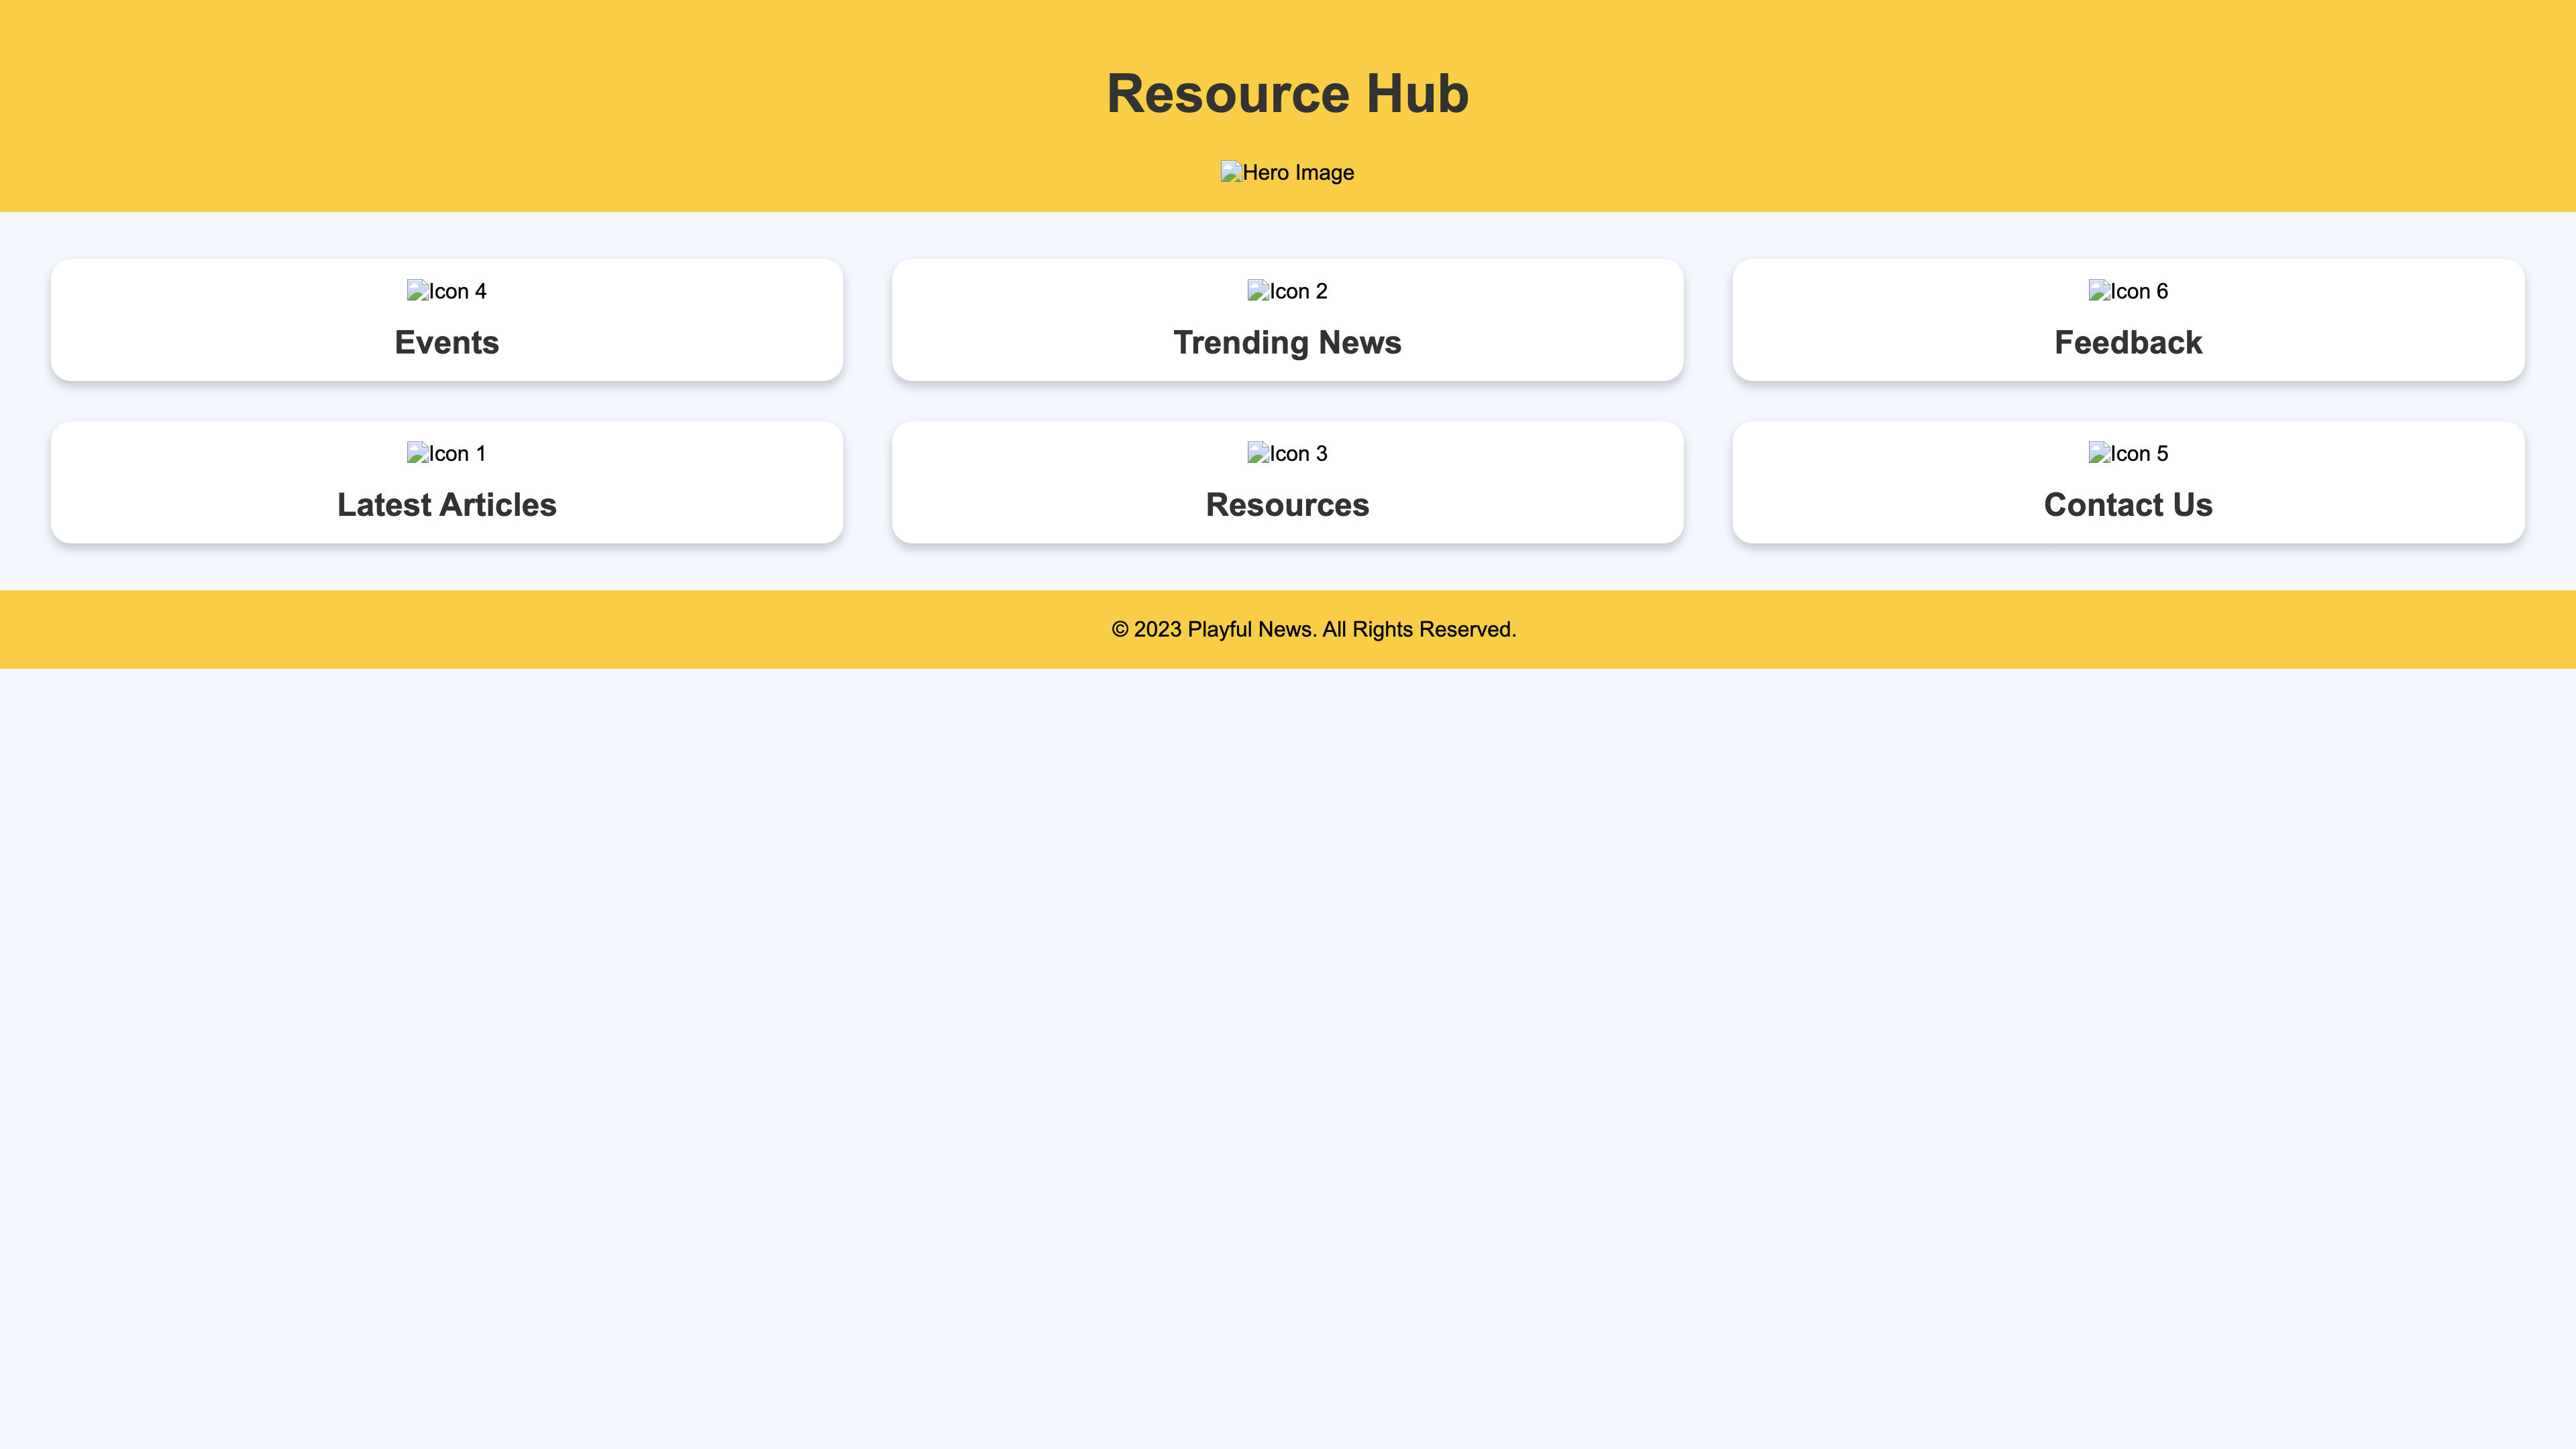 Resource Hub
Hero Image
Icon 4
Events
Icon 2
Trending News
Icon 6
Feedback
Icon 1
Latest Articles
Icon 3
Resources
Icon 5
Contact Us
© 2023 Playful News. All Rights Reserved.